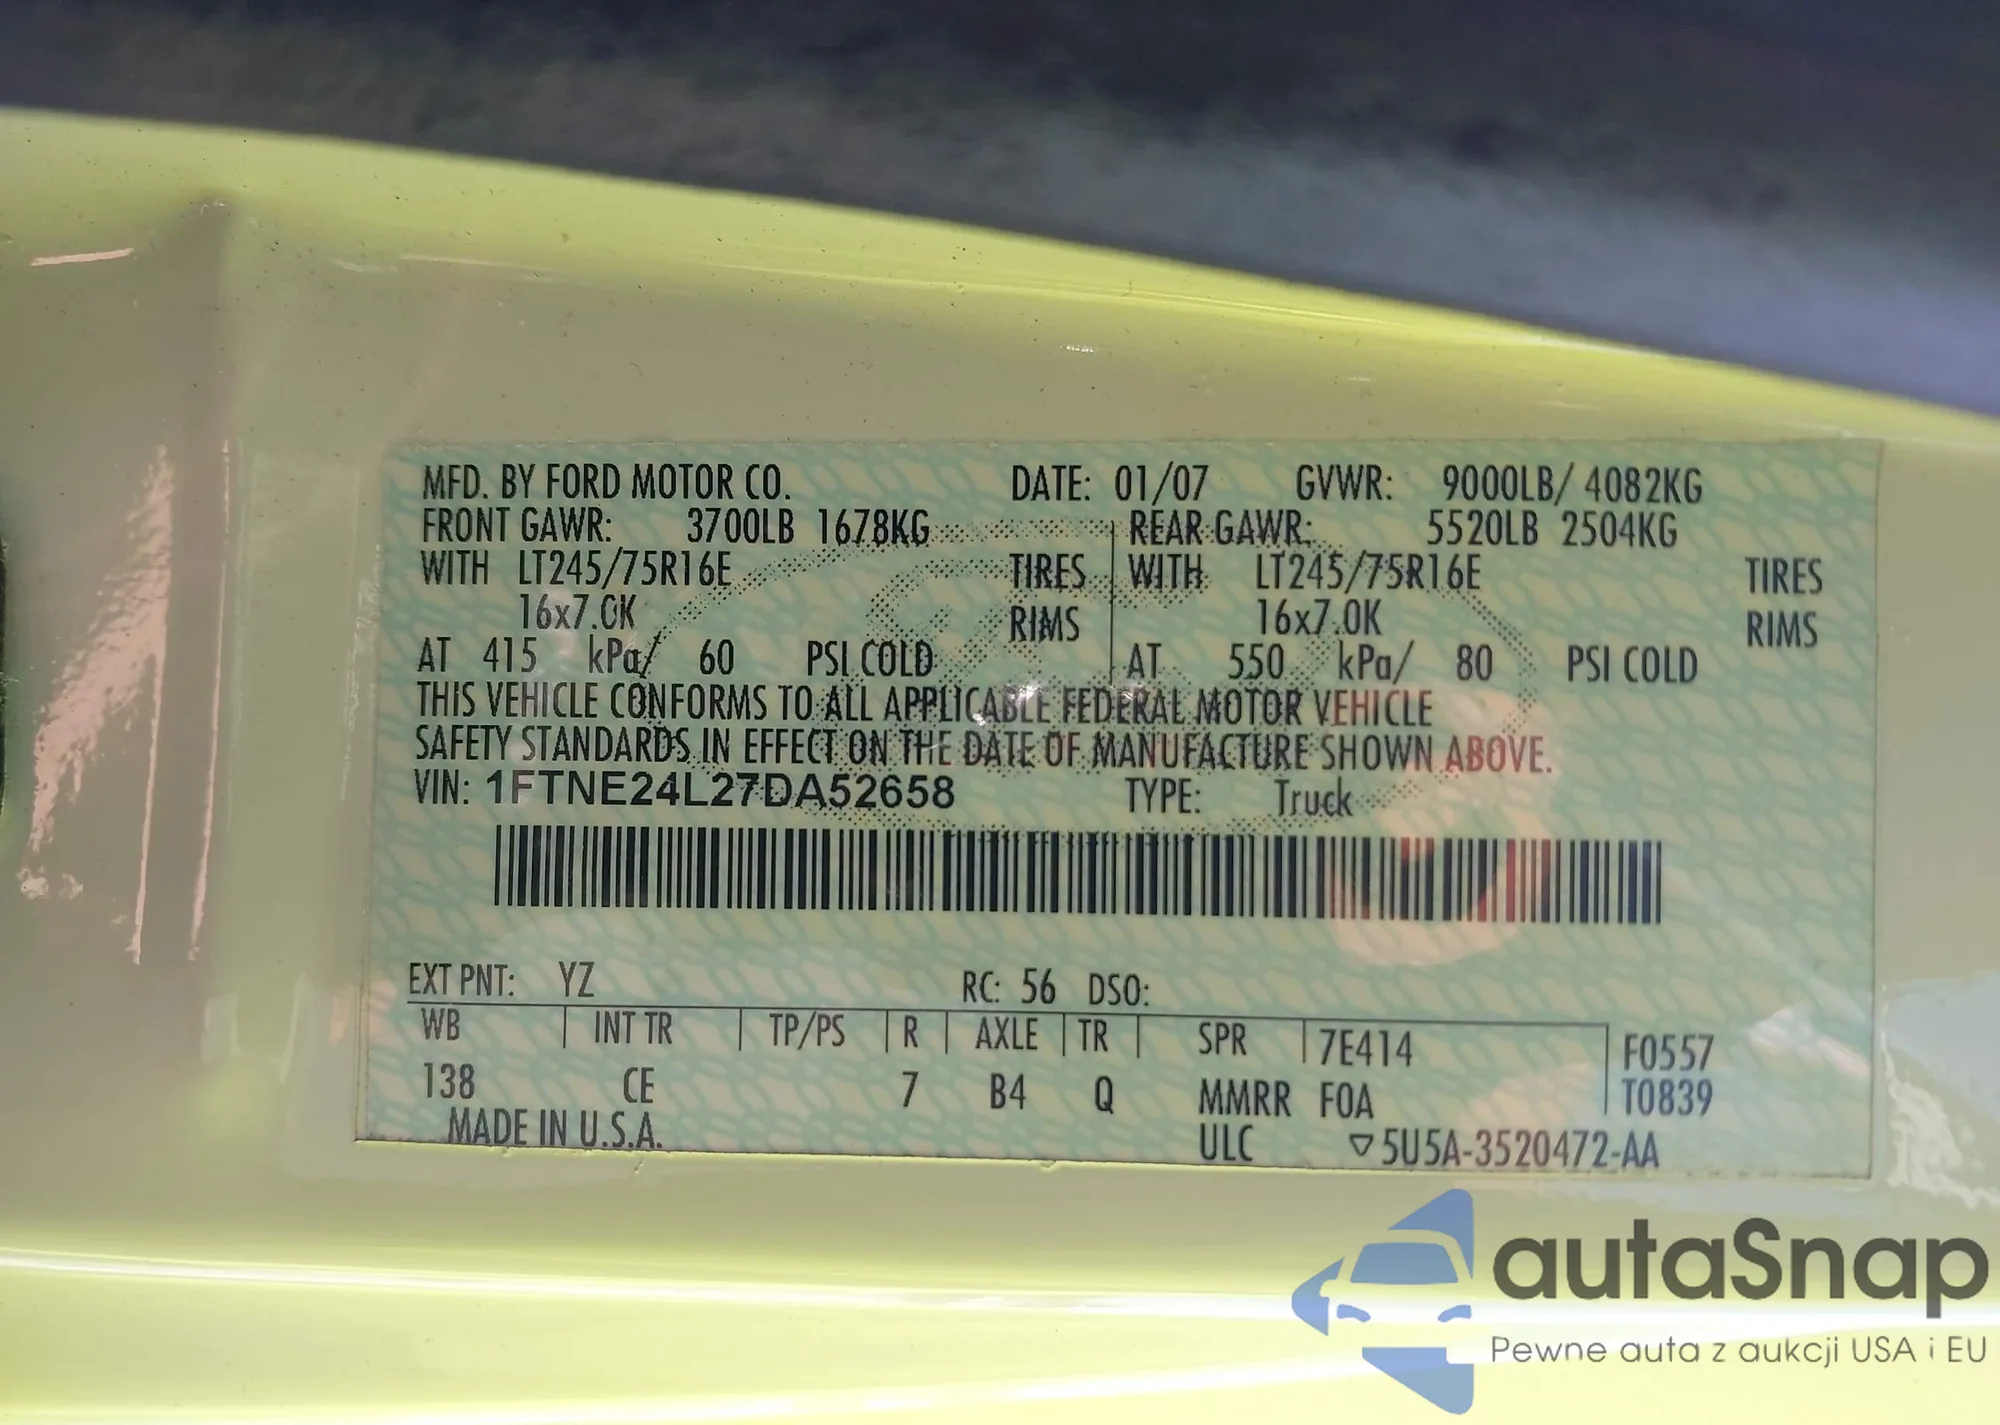 MFD. BY FORD MOTOR CO. DATE: 01/07 GVWR: 9000LB/ 4082KG
FRONT GAWR: 3700LB 1678KG REAR GAWR: 5520LB 2504KG
WITH LT245/75R16E TIRES WITH LT245/75R16E TIRES
16x7.0K RIMS 16x7.0K RIMS
AT 415 kPa/ 60 PSI COLD AT 550 kPa/ 80 PSI COLD
THIS VEHICLE CONFORMS TO ALL APPLICABLE FEDERAL MOTOR VEHICLE
SAFETY STANDARDS IN EFFECT ON THE DATE OF MANUFACTURE SHOWN ABOVE.
VIN: 1FTNE24L27DA52658 TYPE: Truck
EXT PNT: YZ RC: 56 DSO:
WB INT TR TP/PS R AXLE TR SPR 7E414 F0557
138 CE 7 B4 Q MMRR F0A T0839
MADE IN U.S.A. ULC ▽5U5A-3520472-AA
autaSnap
Pewne auta z aukcji USA i EU